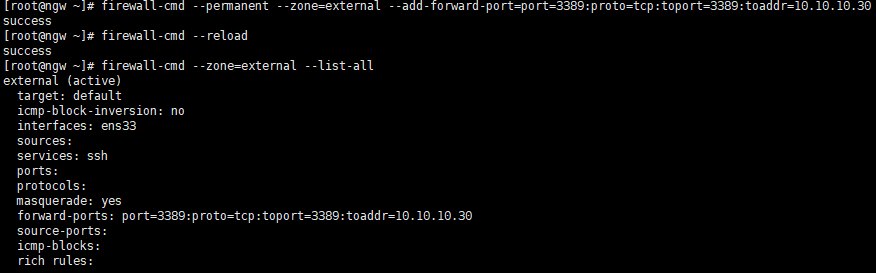 [root@ngw ~]# firewall-cmd --permanent --zone=external --add-forward-port=port=3389:proto=tcp:toport=3389:toaddr=10.10.10.30
success
[root@ngw ~]# firewall-cmd --reload
success
[root@ngw ~]# firewall-cmd --zone=external --list-all
external (active)
  target: default
  icmp-block-inversion: no
  interfaces: ens33
  sources:
  services: ssh
  ports:
  protocols:
  masquerade: yes
  forward-ports: port=3389:proto=tcp:toport=3389:toaddr=10.10.10.30
  source-ports:
  icmp-blocks:
  rich rules: